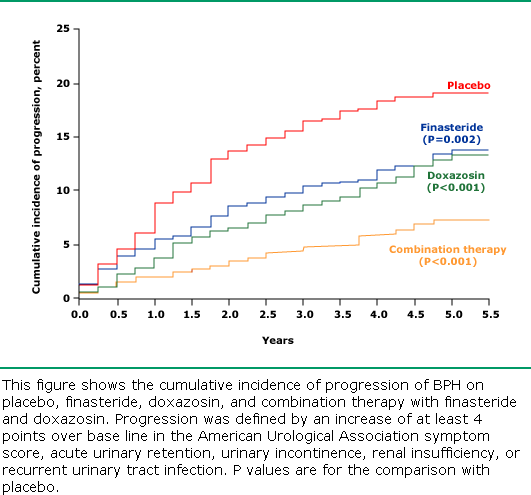 25
20
15
10
5
0
Cumulative incidence of progression, percent
Placebo
Finasteride
(P=0.002)
Doxazosin
(P<0.001)
Combination therapy
(P<0.001)
0.0 0.5 1.0 1.5 2.0 2.5 3.0 3.5 4.0 4.5 5.0 5.5
Years
This figure shows the cumulative incidence of progression of BPH on
placebo, finasteride, doxazosin, and combination therapy with finasteride
and doxazosin. Progression was defined by an increase of at least 4
points over base line in the American Urological Association symptom
score, acute urinary retention, urinary incontinence, renal insufficiency, or
recurrent urinary tract infection. P values are for the comparison with
placebo.